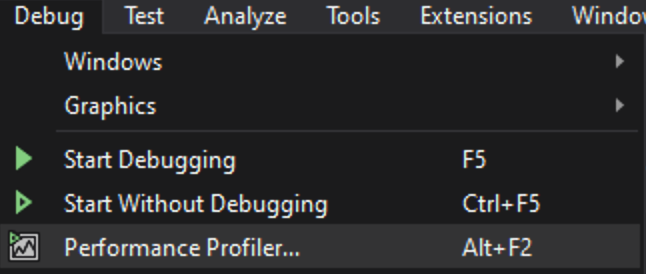 Debug Test Analyze Tools Extensions Windo
Windows
Graphics
Start Debugging F5
Start Without Debugging Ctrl+F5
Performance Profiler... Alt+F2